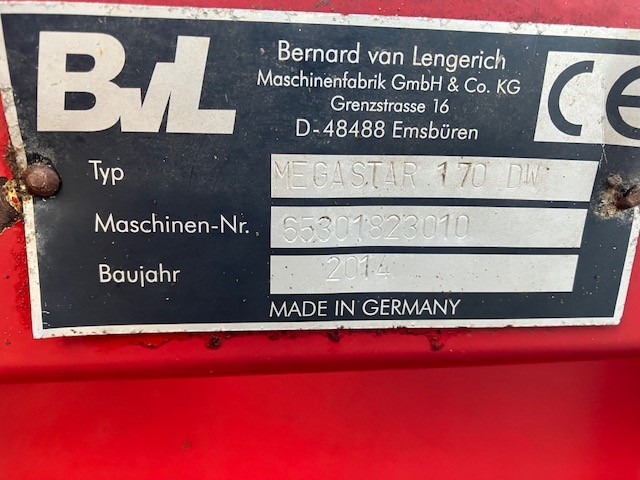 BvL
Bernard van Lengerich
Maschinenfabrik GmbH & Co. KG
Grenzstrasse 16
D-48488 Emsbüren
CE
Typ MEGASTAR 170 DW
Maschinen-Nr. 65301823010
Baujahr 2014
MADE IN GERMANY